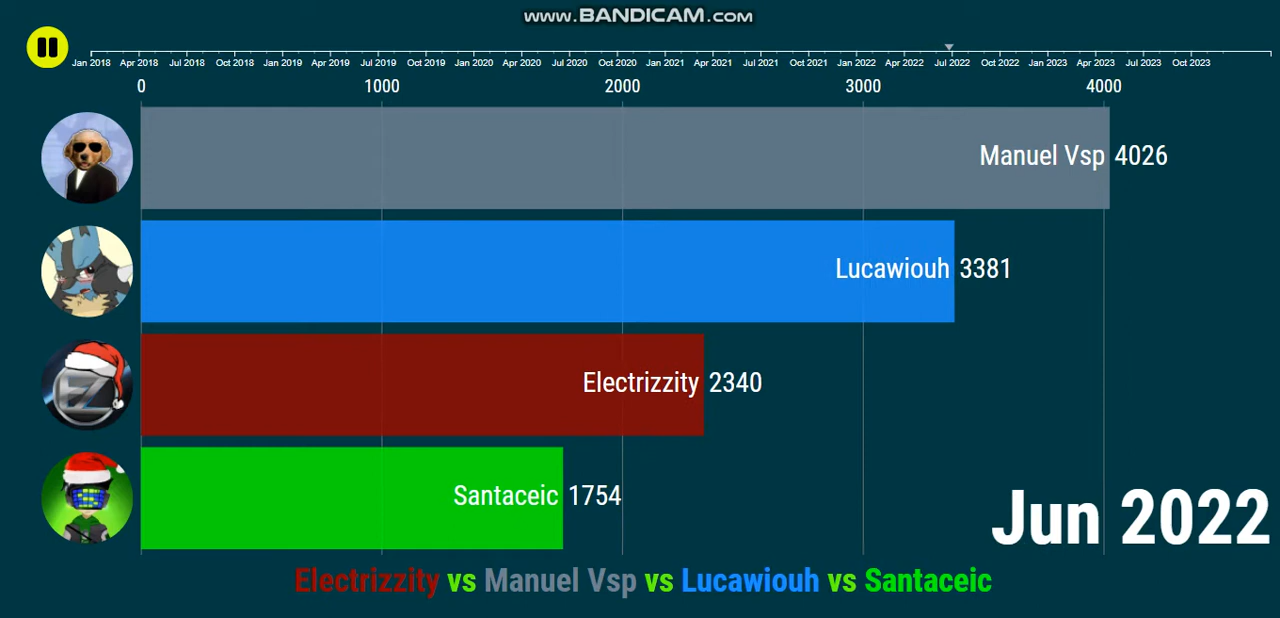 www.BANDICAM.com
Jan 2018 Apr 2018 Jul 2018 Oct 2018 Jan 2019 Apr 2019 Jul 2019 Oct 2019 Jan 2020 Apr 2020 Jul 2020 Oct 2020 Jan 2021 Apr 2021 Jul 2021 Oct 2021 Jan 2022 Apr 2022 Jul 2022 Oct 2022 Jan 2023 Apr 2023 Jul 2023 Oct 2023
0 1000 2000 3000 4000
Manuel Vsp 4026
Lucawiouh 3381
EZ
Electrizzity 2340
Santaceic 1754
Jun 2022
Electrizzity vs Manuel Vsp vs Lucawiouh vs Santaceic